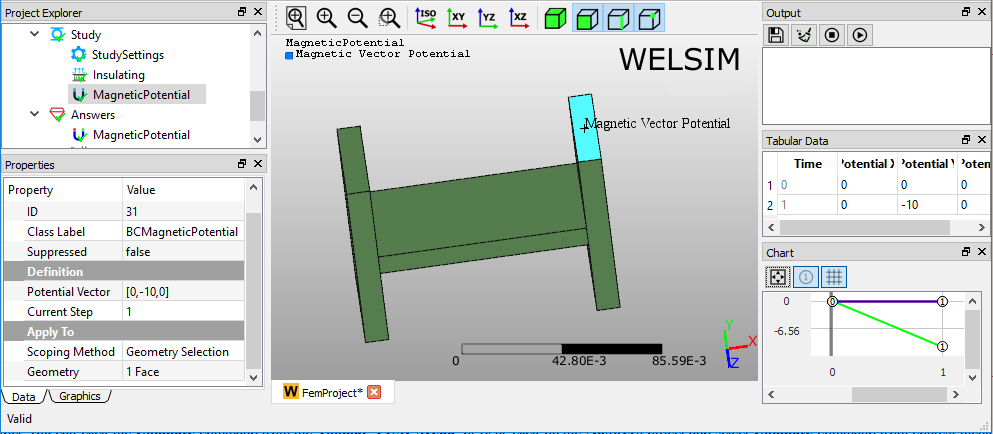 Project Explorer
Study
StudySettings
Insulating
MagneticPotential
Answers
MagneticPotential
Properties
Property Value
ID 31
Class Label BCMagneticPotential
Suppressed false
Definition
Potential Vector [0,-10,0]
Current Step 1
Apply To
Scoping Method Geometry Selection
Geometry 1 Face
Data Graphics
Valid
ISO XY YZ XZ
MagneticPotential
Magnetic Vector Potential
WELSIM
Magnetic Vector Potential
Y
X
Z
0 42.80E-3 85.59E-3
W FemProject*
Output
Tabular Data
Time Potential X Potential Y Poten
1 0 0 0 0
2 1 0 -10 0
Chart
1
0 0 1
-6.56 1
0 1